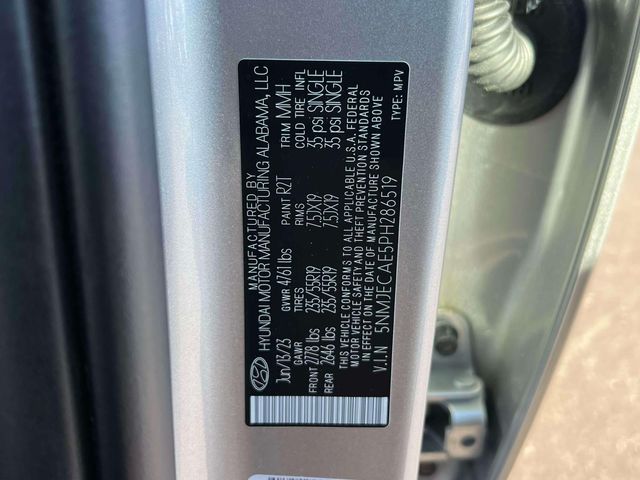 MANUFACTURED BY
HYUNDAI MOTOR MANUFACTURING ALABAMA, LLC
Jun/13/23 GVWR 4761 lbs PAINT R2T TRIM MMH
GAWR TIRES RIMS COLD TIRE INFL
FRONT 2778 lbs 235/55R19 7.5JX19 35 psi SINGLE
REAR 2646 lbs 235/55R19 7.5JX19 35 psi SINGLE
THIS VEHICLE CONFORMS TO ALL APPLICABLE U.S.A. FEDERAL
MOTOR VEHICLE SAFETY AND THEFT PREVENTION STANDARDS
IN EFFECT ON THE DATE OF MANUFACTURE SHOWN ABOVE
V.I.N 5NMJECAE5PH286519 TYPE: MPV